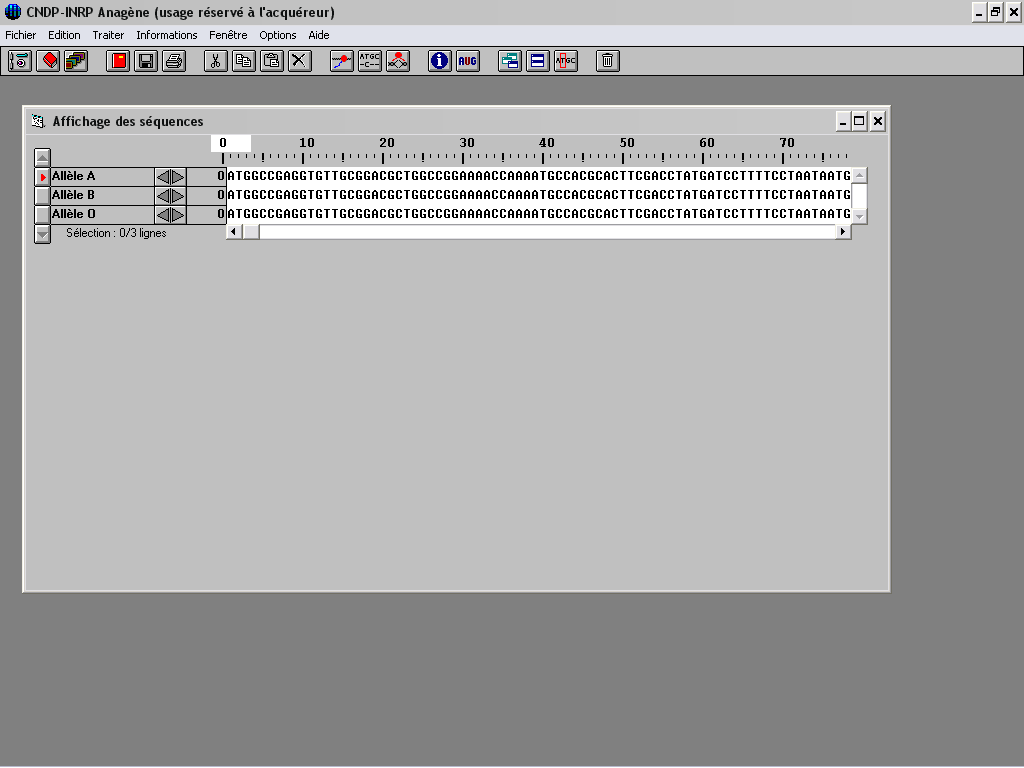 CNDP-INRP Anagène (usage réservé à l'acquéreur)
Fichier Edition Traiter Informations Fenêtre Options Aide
ATGC
-C-- AUG ATGC
Affichage des séquences
0 10 20 30 40 50 60 70
Allèle A 0 ATGGCCGAGGTGTTGCGGACGCTGGCCGGAAAACCAAAATGCCACGCACTTCGACCTATGATCCTTTTCCTAATAATG
Allèle B 0 ATGGCCGAGGTGTTGCGGACGCTGGCCGGAAAACCAAAATGCCACGCACTTCGACCTATGATCCTTTTCCTAATAATG
Allèle O 0 ATGGCCGAGGTGTTGCGGACGCTGGCCGGAAAACCAAAATGCCACGCACTTCGACCTATGATCCTTTTCCTAATAATG
Sélection : 0/3 lignes